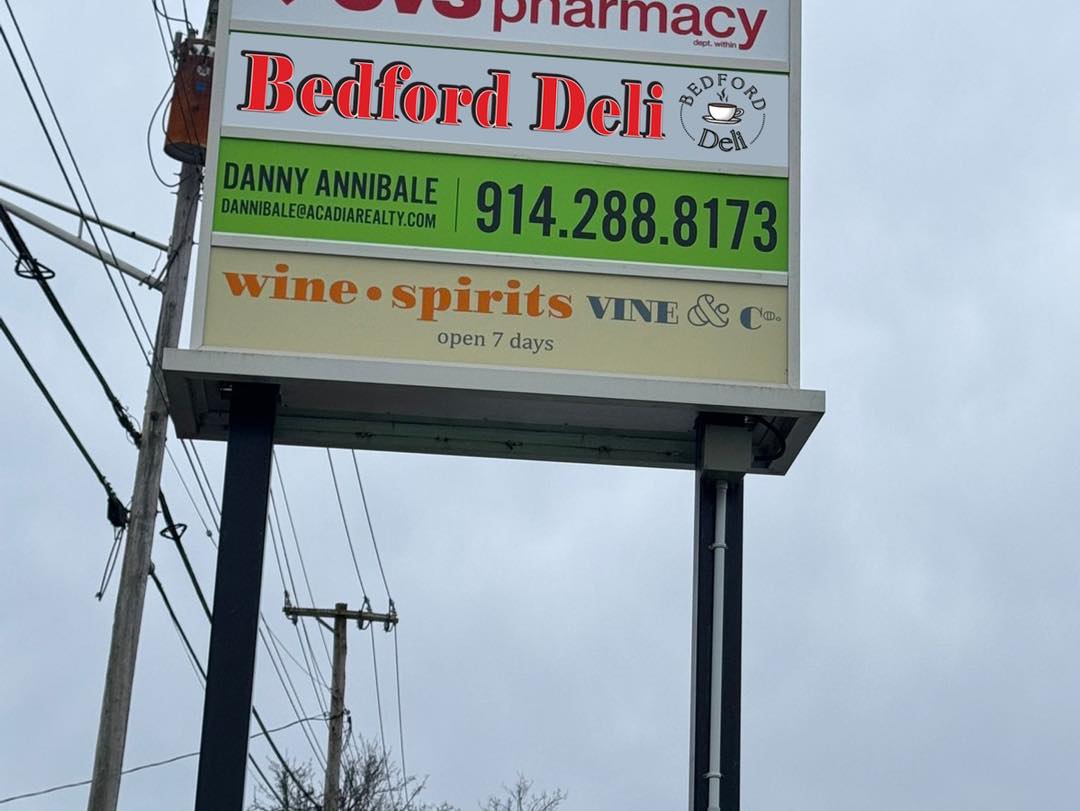 CVS pharmacy
dept. within
Bedford Deli
BEDFORD
Deli
DANNY ANNIBALE
DANNIBALE@ACADIAREALTY.COM
914.288.8173
wine • spirits VINE & Co.
open 7 days